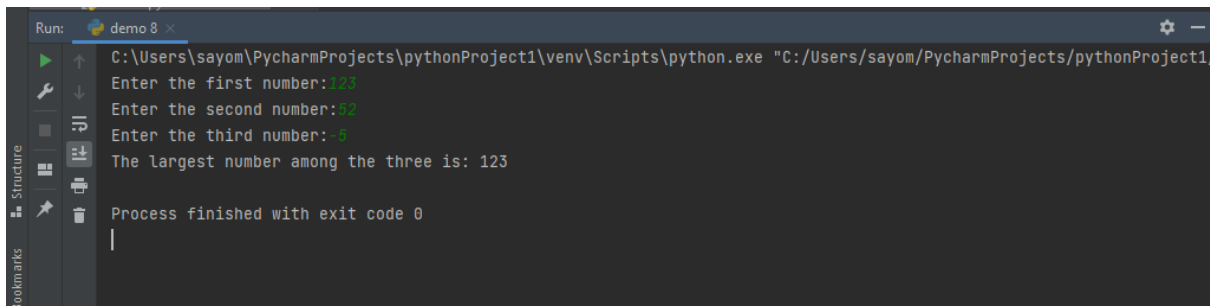 Run: demo 8
C:\Users\sayom\PycharmProjects\pythonProject1\venv\Scripts\python.exe "C:/Users/sayom/PycharmProjects/pythonProject1/
Enter the first number:123
Enter the second number:52
Enter the third number:-5
The largest number among the three is: 123
Process finished with exit code 0
Structure
Bookmarks